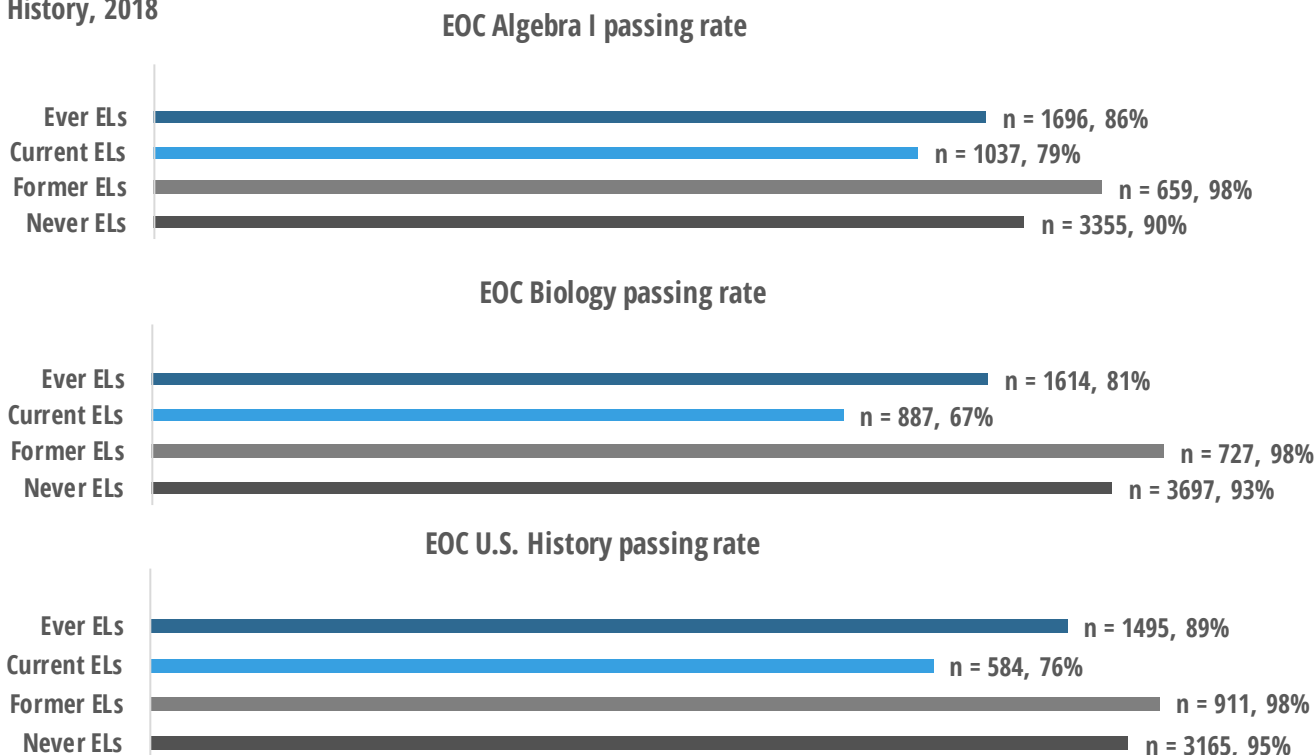 History, 2018
EOC Algebra I passing rate
Ever ELs n = 1696, 86%
Current ELs n = 1037, 79%
Former ELs n = 659, 98%
Never ELs n = 3355, 90%
EOC Biology passing rate
Ever ELs n = 1614, 81%
Current ELs n = 887, 67%
Former ELs n = 727, 98%
Never ELs n = 3697, 93%
EOC U.S. History passing rate
Ever ELs n = 1495, 89%
Current ELs n = 584, 76%
Former ELs n = 911, 98%
Never ELs n = 3165, 95%